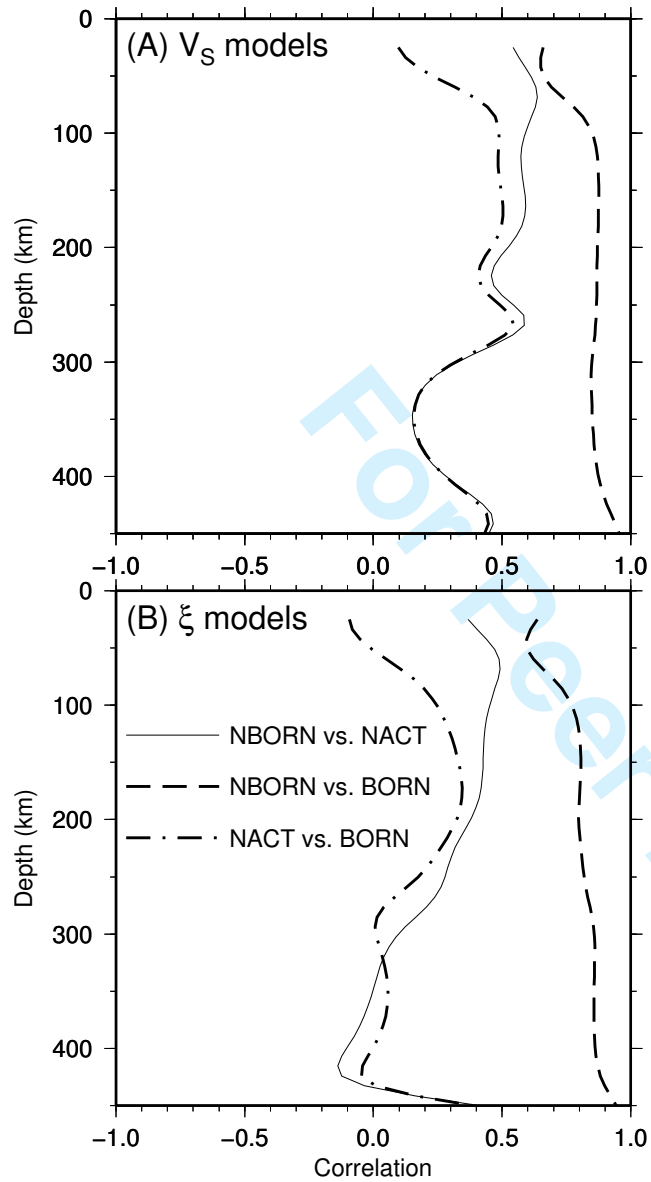 (A) V_S models
0
100
200
300
400
Depth (km)
−1.0 −0.5 0.0 0.5 1.0
(B) ξ models
0
100
200
300
400
Depth (km)
NBORN vs. NACT
NBORN vs. BORN
NACT vs. BORN
−1.0 −0.5 0.0 0.5 1.0
Correlation
For Peer